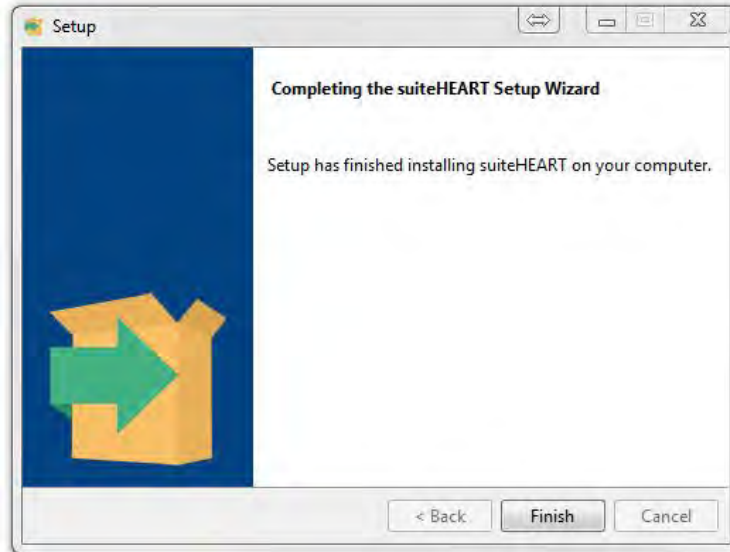 Setup
Completing the suiteHEART Setup Wizard
Setup has finished installing suiteHEART on your computer.
< Back
Finish
Cancel